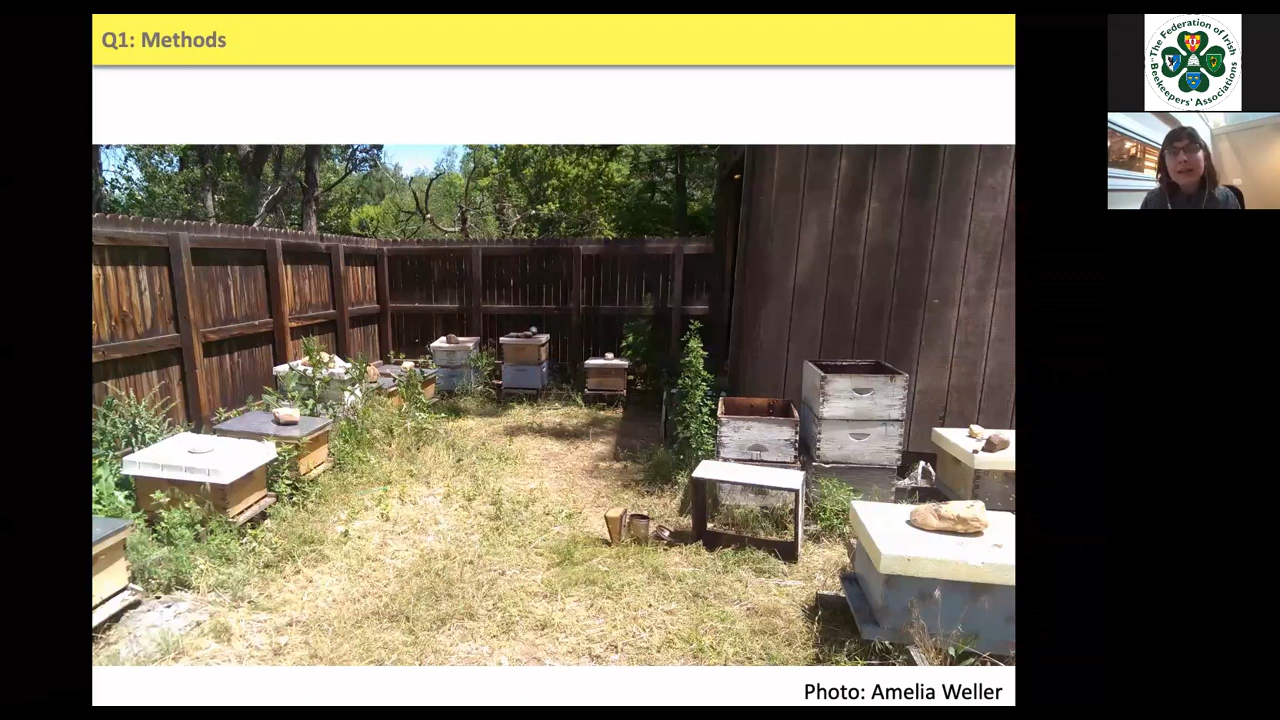 Q1: Methods
"The Federation of Irish
Beekeepers' Associations"
Photo: Amelia Weller